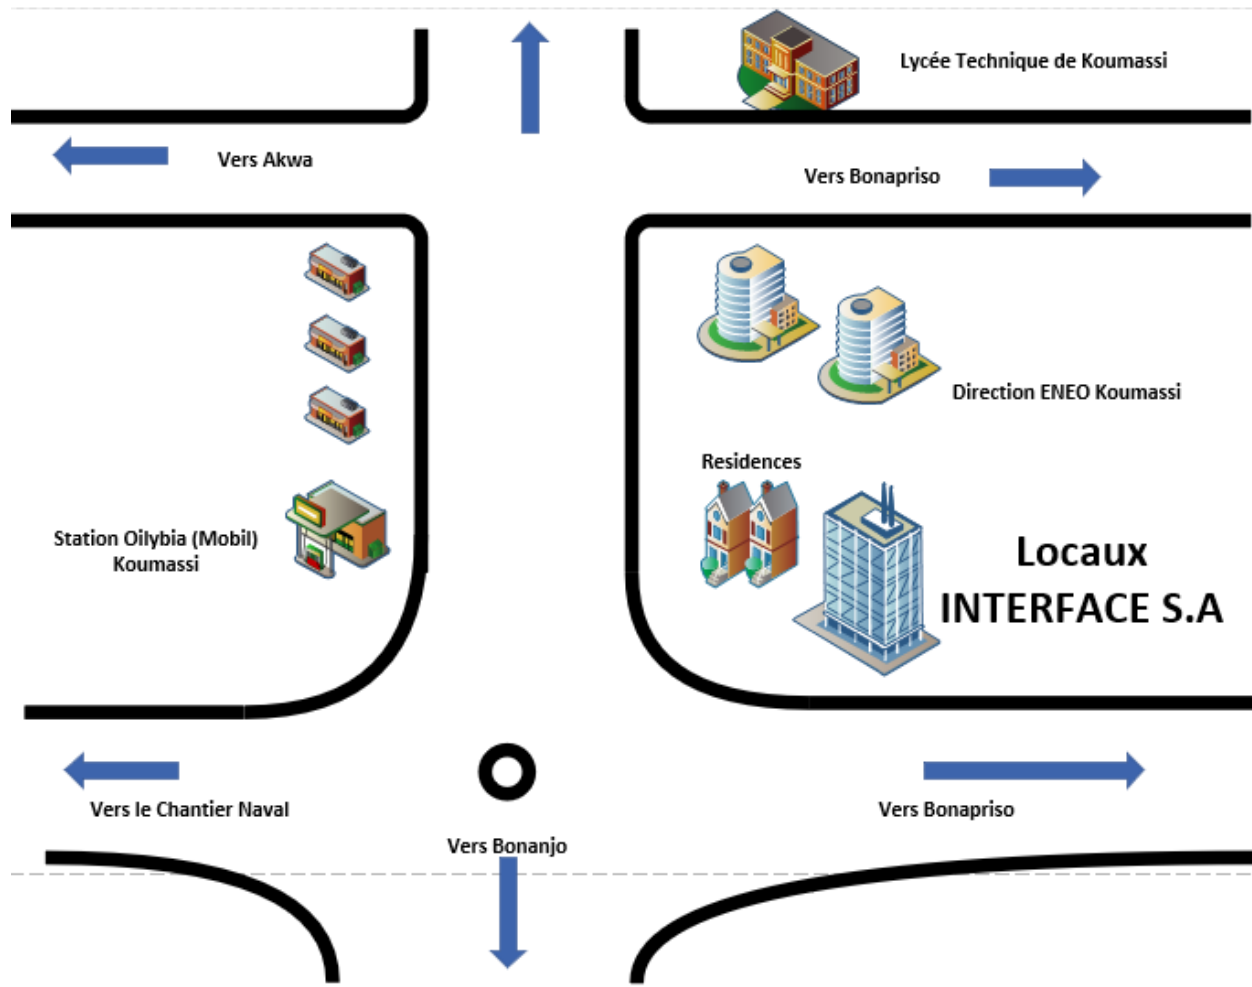 Lycée Technique de Koumassi
Vers Akwa
Vers Bonapriso
Direction ENEO Koumassi
Residences
Station Oilybia (Mobil)
Koumassi
Locaux
INTERFACE S.A
Vers le Chantier Naval
Vers Bonapriso
Vers Bonanjo